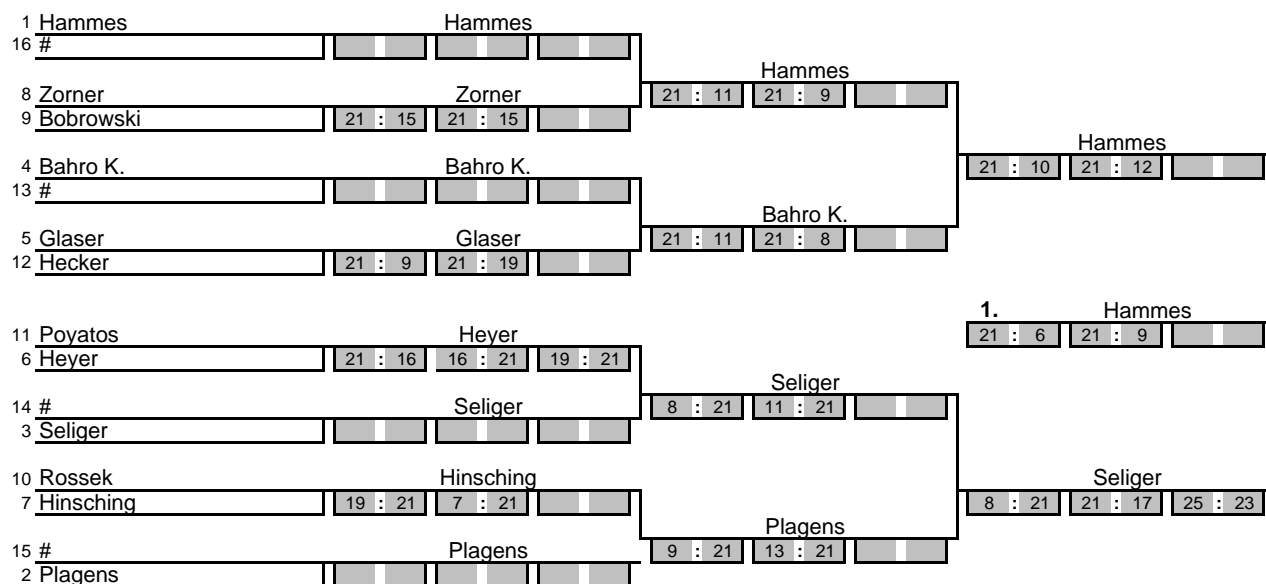 1 Hammes Hammes
16 #
Hammes
8 Zorner Zorner 21 : 11 21 : 9
9 Bobrowski 21 : 15 21 : 15
Hammes
4 Bahro K. Bahro K. 21 : 10 21 : 12
13 #
Bahro K.
5 Glaser Glaser 21 : 11 21 : 8
12 Hecker 21 : 9 21 : 19
1. Hammes
11 Poyatos Heyer 21 : 6 21 : 9
6 Heyer 21 : 16 16 : 21 19 : 21
Seliger
14 # Seliger 8 : 21 11 : 21
3 Seliger
10 Rossek Hinsching Seliger
7 Hinsching 19 : 21 7 : 21 8 : 21 21 : 17 25 : 23
Plagens
15 # Plagens 9 : 21 13 : 21
2 Plagens